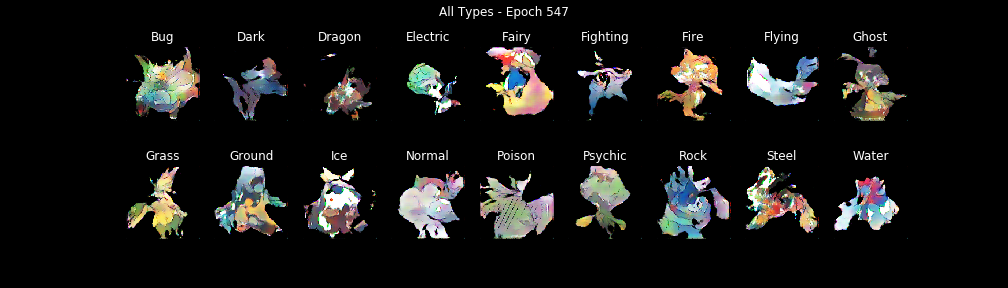 All Types - Epoch 547
Bug Dark Dragon Electric Fairy Fighting Fire Flying Ghost
Grass Ground Ice Normal Poison Psychic Rock Steel Water